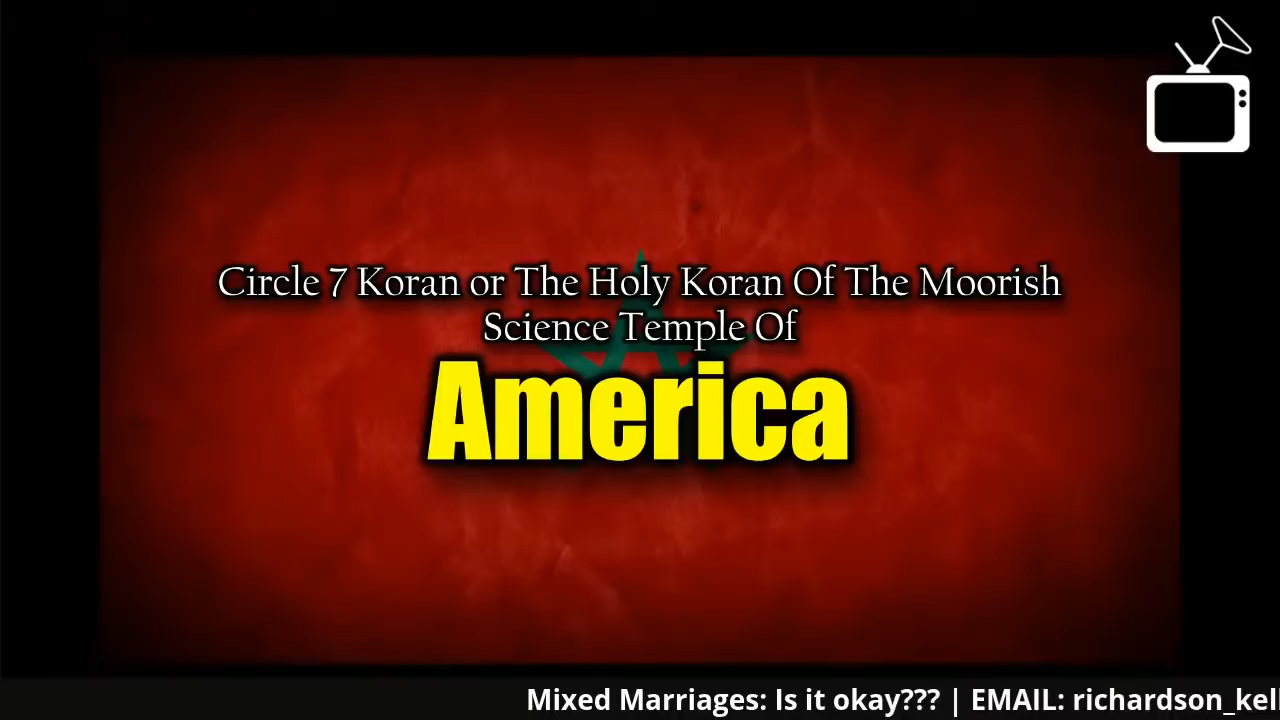 Circle 7 Koran or The Holy Koran Of The Moorish
Science Temple Of
America
Mixed Marriages: Is it okay??? | EMAIL: richardson_kell